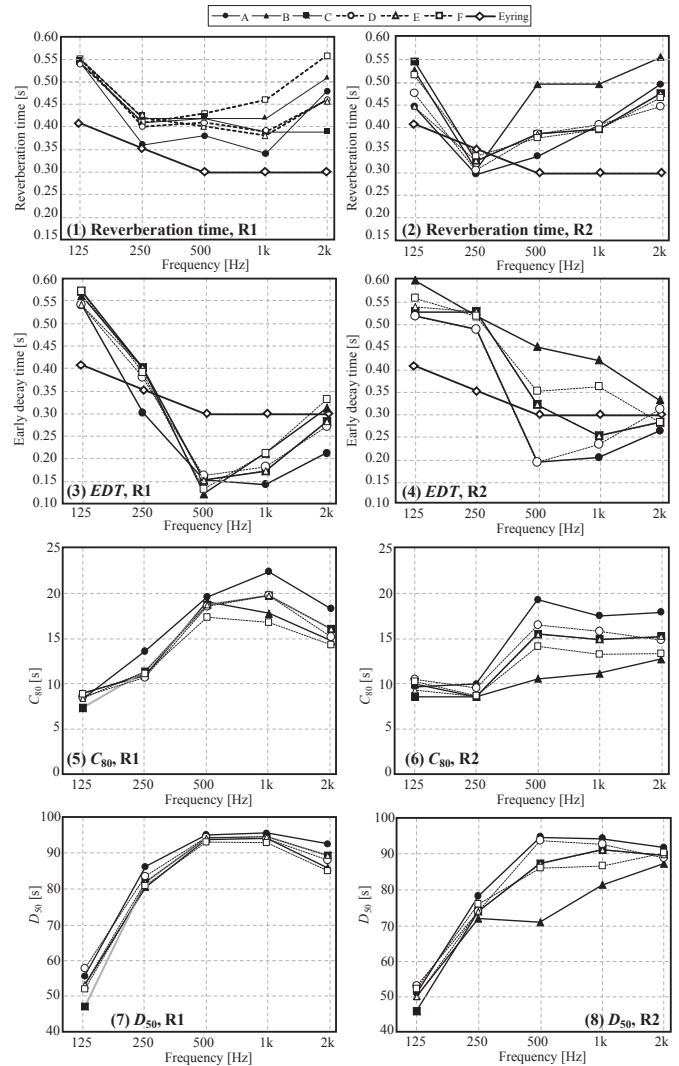 A B C D E F Eyring
0.60
0.55
0.50
0.45
0.40
0.35
0.30
0.25
0.20
0.15
Reverberation time [s]
(1) Reverberation time, R1
125 250 500 1k 2k
Frequency [Hz]
0.60
0.55
0.50
0.45
0.40
0.35
0.30
0.25
0.20
0.15
Reverberation time [s]
(2) Reverberation time, R2
125 250 500 1k 2k
Frequency [Hz]
0.60
0.55
0.50
0.45
0.40
0.35
0.30
0.25
0.20
0.15
0.10
Early decay time [s]
(3) EDT, R1
125 250 500 1k 2k
Frequency [Hz]
0.60
0.55
0.50
0.45
0.40
0.35
0.30
0.25
0.20
0.15
0.10
Early decay time [s]
(4) EDT, R2
125 250 500 1k 2k
Frequency [Hz]
25
20
15
10
5
0
C80 [s]
(5) C80, R1
125 250 500 1k 2k
Frequency [Hz]
25
20
15
10
5
0
C80 [s]
(6) C80, R2
125 250 500 1k 2k
Frequency [Hz]
100
90
80
70
60
50
40
D50 [s]
(7) D50, R1
125 250 500 1k 2k
Frequency [Hz]
100
90
80
70
60
50
40
D50 [s]
(8) D50, R2
125 250 500 1k 2k
Frequency [Hz]